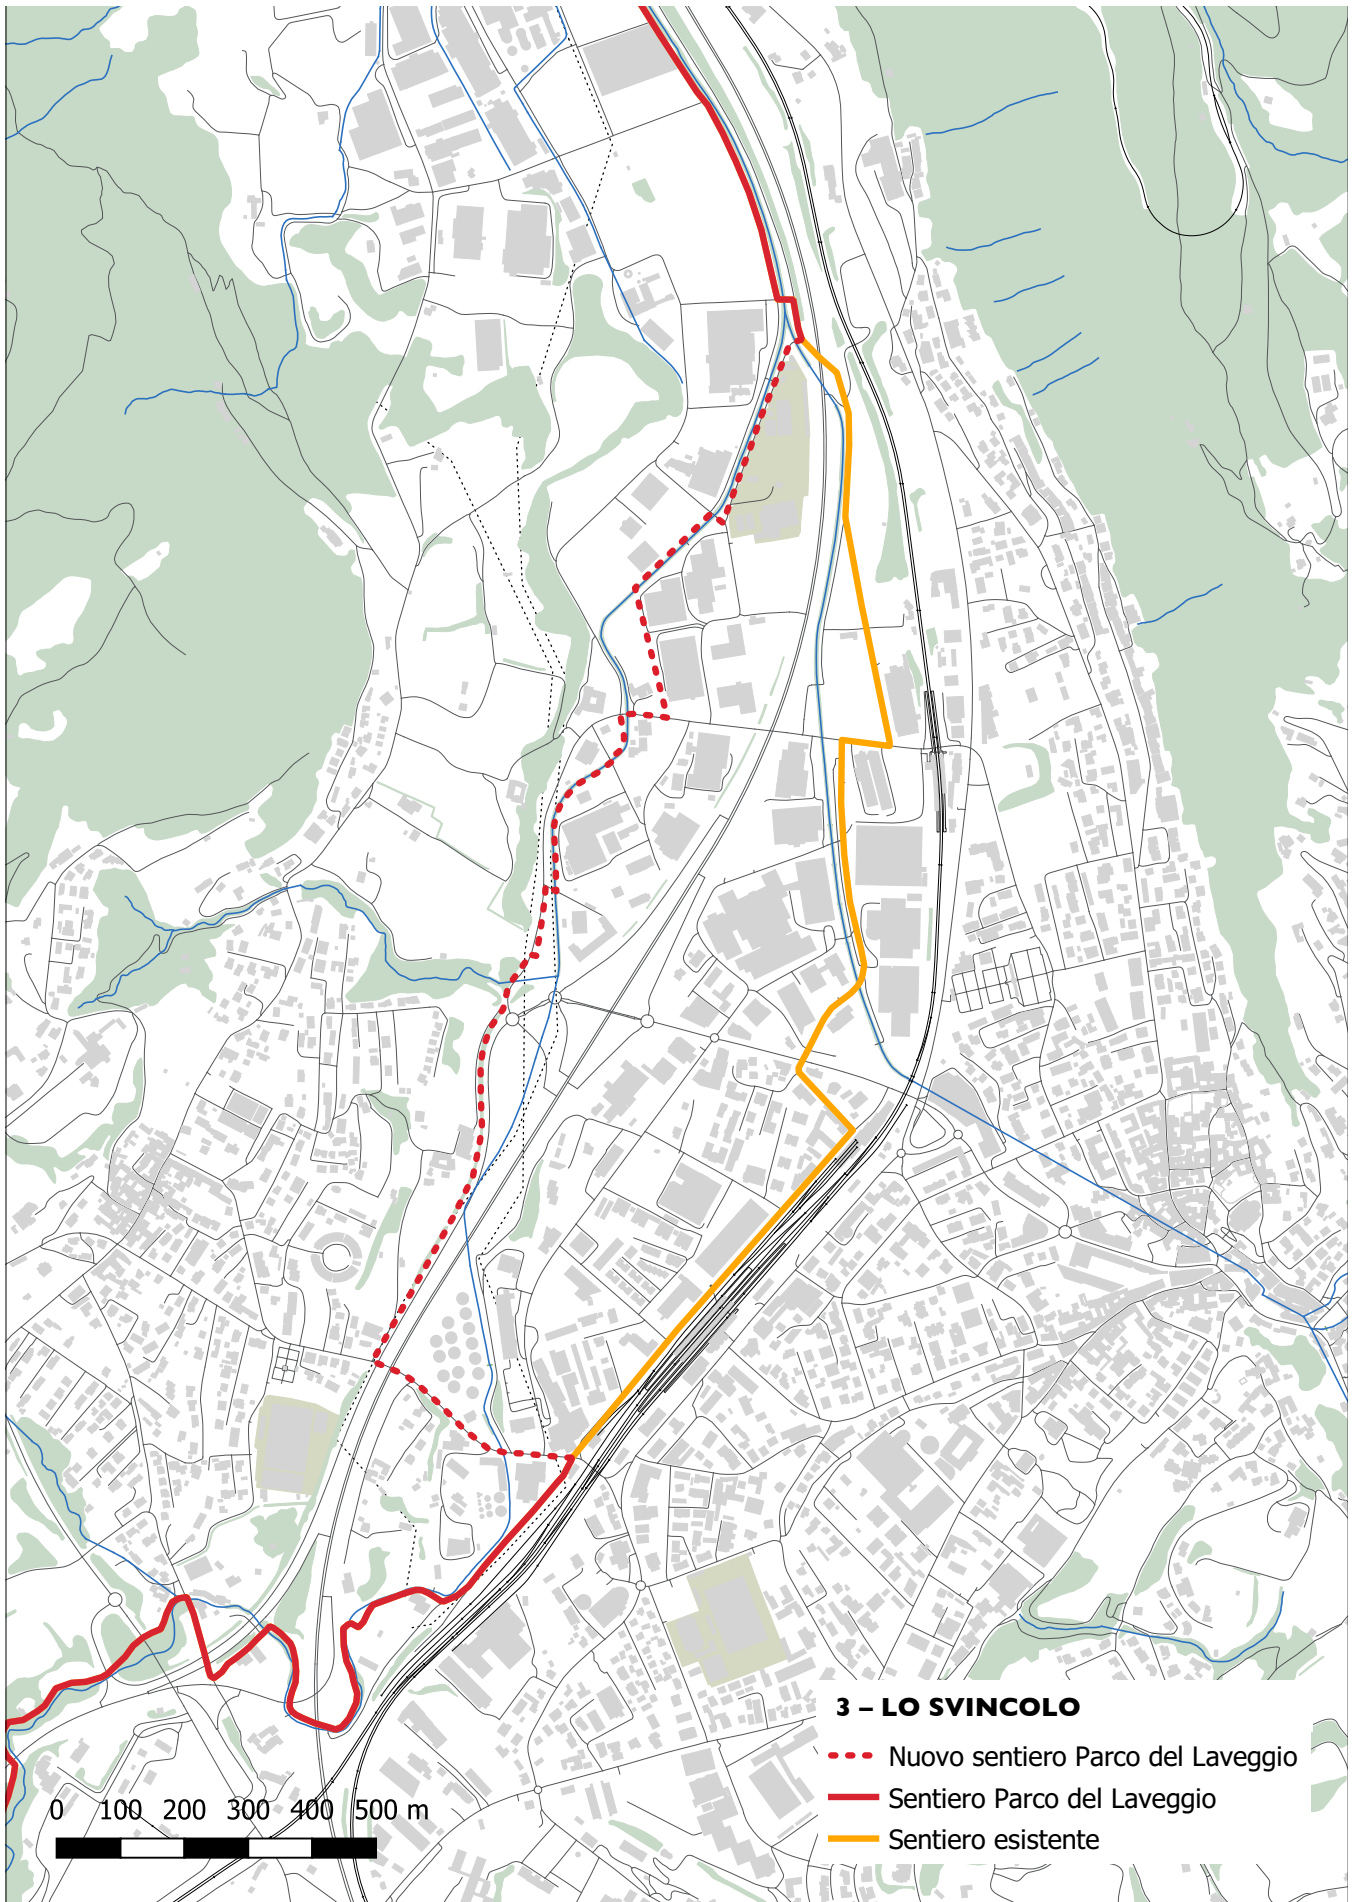 3 – LO SVINCOLO
Nuovo sentiero Parco del Laveggio
Sentiero Parco del Laveggio
Sentiero esistente
0 100 200 300 400 500 m